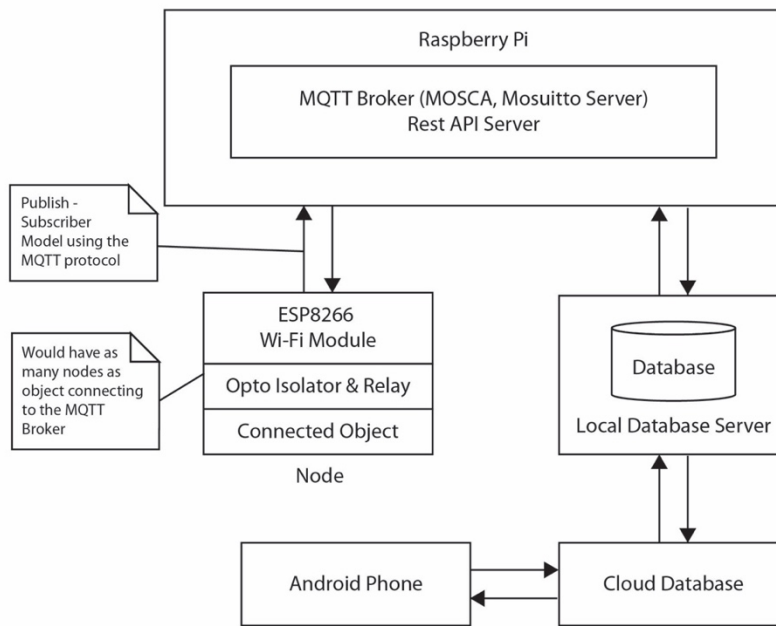 Raspberry Pi
MQTT Broker (MOSCA, Mosuitto Server)
Rest API Server
Publish -
Subscriber
Model using the
MQTT protocol
ESP8266
Wi-Fi Module
Opto Isolator & Relay
Connected Object
Node
Would have as
many nodes as
object connecting
to the MQTT
Broker
Database
Local Database Server
Android Phone
Cloud Database